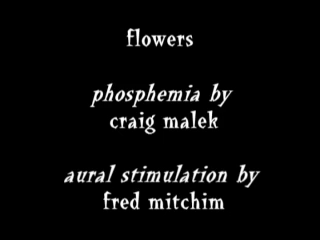 flowers
phosphemia by
craig malek
aural stimulation by
fred mitchim